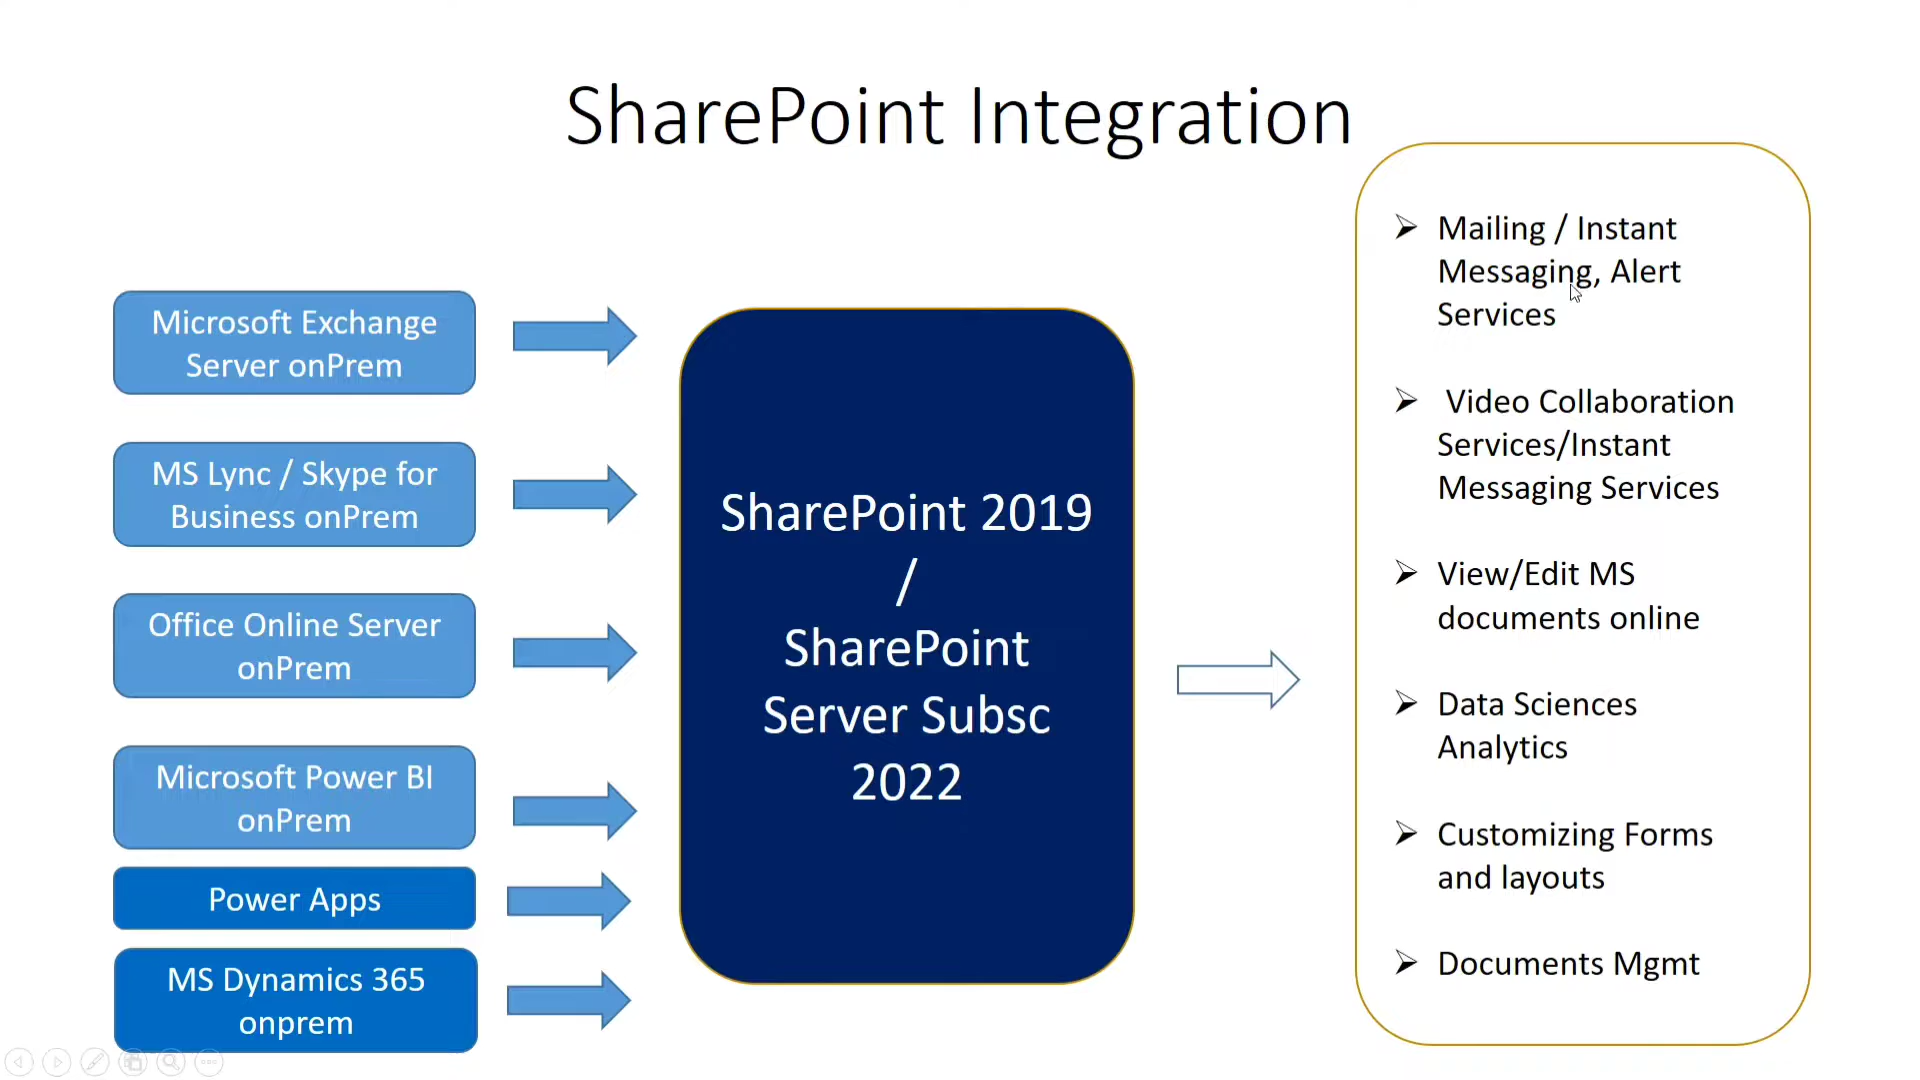 SharePoint Integration
Microsoft Exchange
Server onPrem
MS Lync / Skype for
Business onPrem
Office Online Server
onPrem
Microsoft Power BI
onPrem
Power Apps
MS Dynamics 365
onprem
SharePoint 2019
/
SharePoint
Server Subsc
2022
Mailing / Instant
Messaging, Alert
Services
Video Collaboration
Services/Instant
Messaging Services
View/Edit MS
documents online
Data Sciences
Analytics
Customizing Forms
and layouts
Documents Mgmt